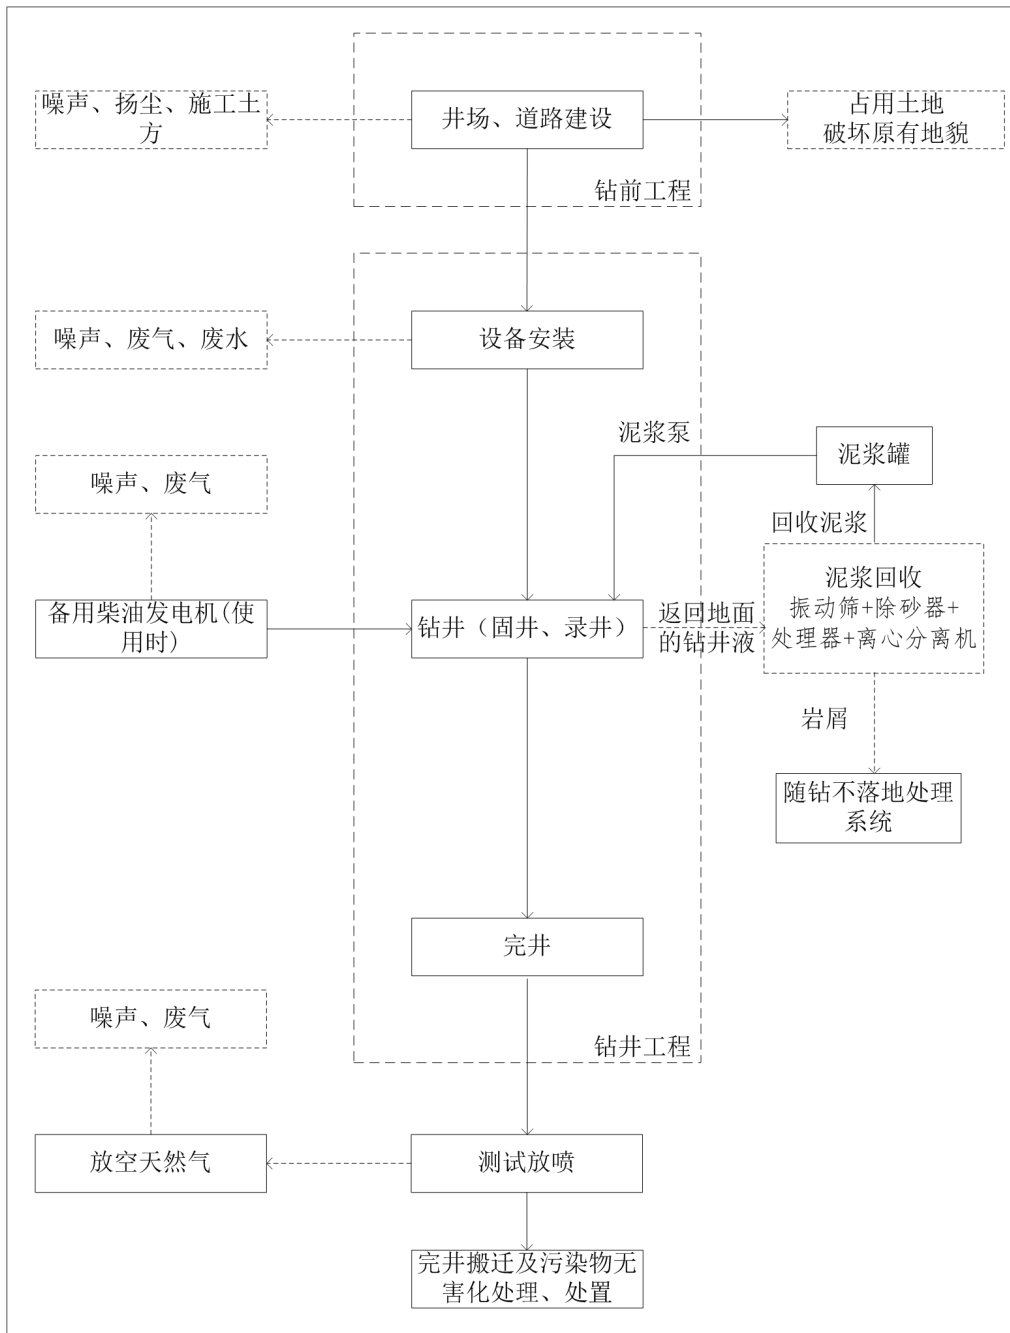 噪声、扬尘、施工土
方
井场、道路建设
占用土地
破坏原有地貌
钻前工程
噪声、废气、废水
设备安装
泥浆泵
泥浆罐
噪声、废气
回收泥浆
泥浆回收
振动筛+除砂器+
处理器+离心分离机
备用柴油发电机(使
用时)
钻井（固井、录井）
返回地面
的钻井液
岩屑
随钻不落地处理
系统
完井
噪声、废气
钻井工程
放空天然气
测试放喷
完井搬迁及污染物无
害化处理、处置